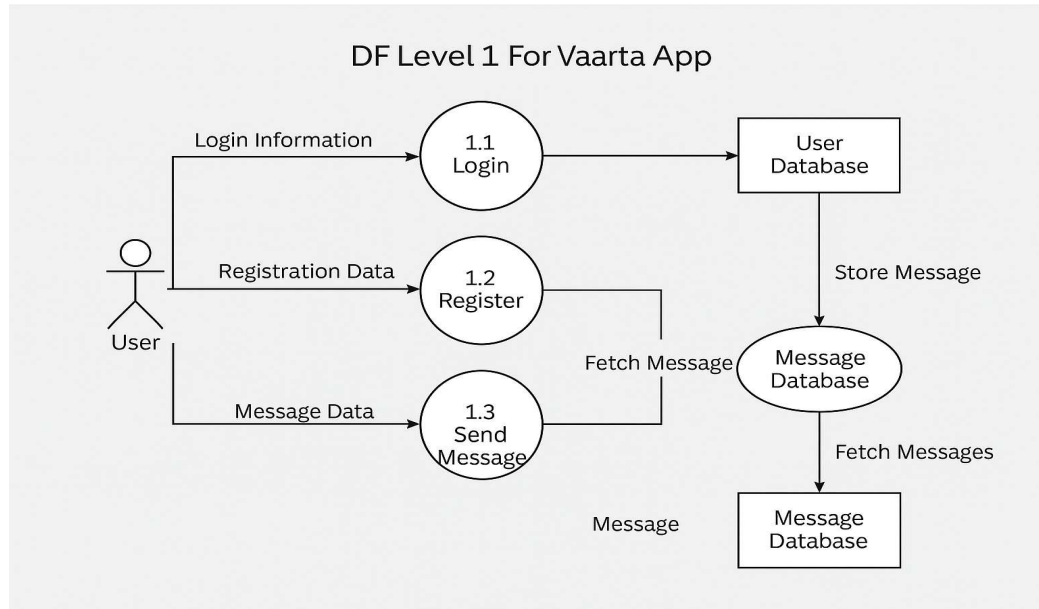 DF Level 1 For Vaarta App
Login Information
1.1
Login
User
Database
Registration Data
1.2
Register
Store Message
User
Fetch Message
Message
Database
Message Data
1.3
Send
Message
Fetch Messages
Message
Message
Database